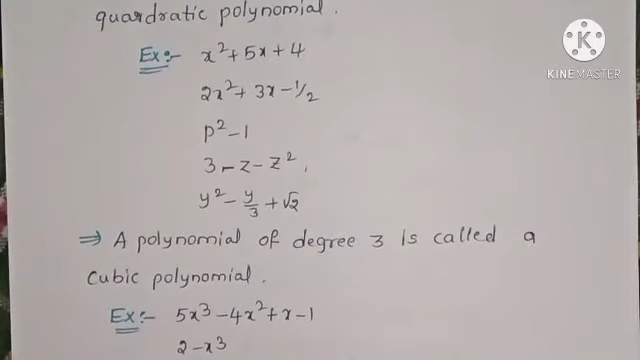 quardratic polynomial.
Ex:- x² + 5x + 4
2x² + 3x - 1/2
p² - 1
3 - z - z².
y² - y/3 + √2
⇒ A polynomial of degree 3 is called a
cubic polynomial.
Ex:- 5x³ - 4x² + x - 1
2 - x³
K
KINEMASTER